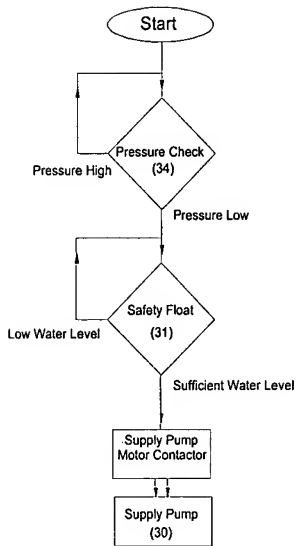 Start
Pressure Check
(34)
Pressure High
Pressure Low
Safety Float
(31)
Low Water Level
Sufficient Water Level
Supply Pump
Motor Contactor
Supply Pump
(30)